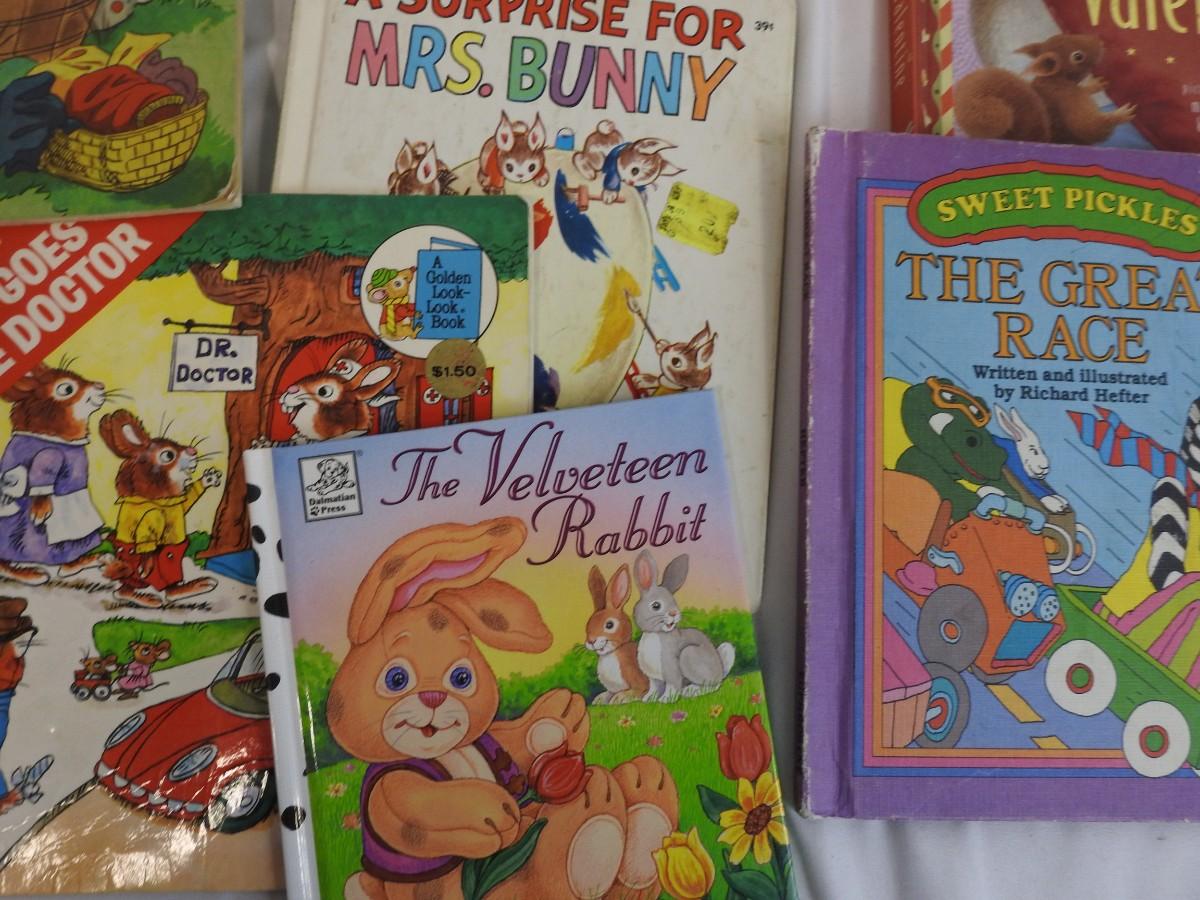 A SURPRISE FOR
MRS. BUNNY
39¢
GOES
DOCTOR
DR.
DOCTOR
A
Golden
Look-
Look
Book
$1.50
Dalmatian
Press
The Velveteen
Rabbit
SWEET PICKLES
THE GREA
RACE
Written and illustrated
by Richard Hefter